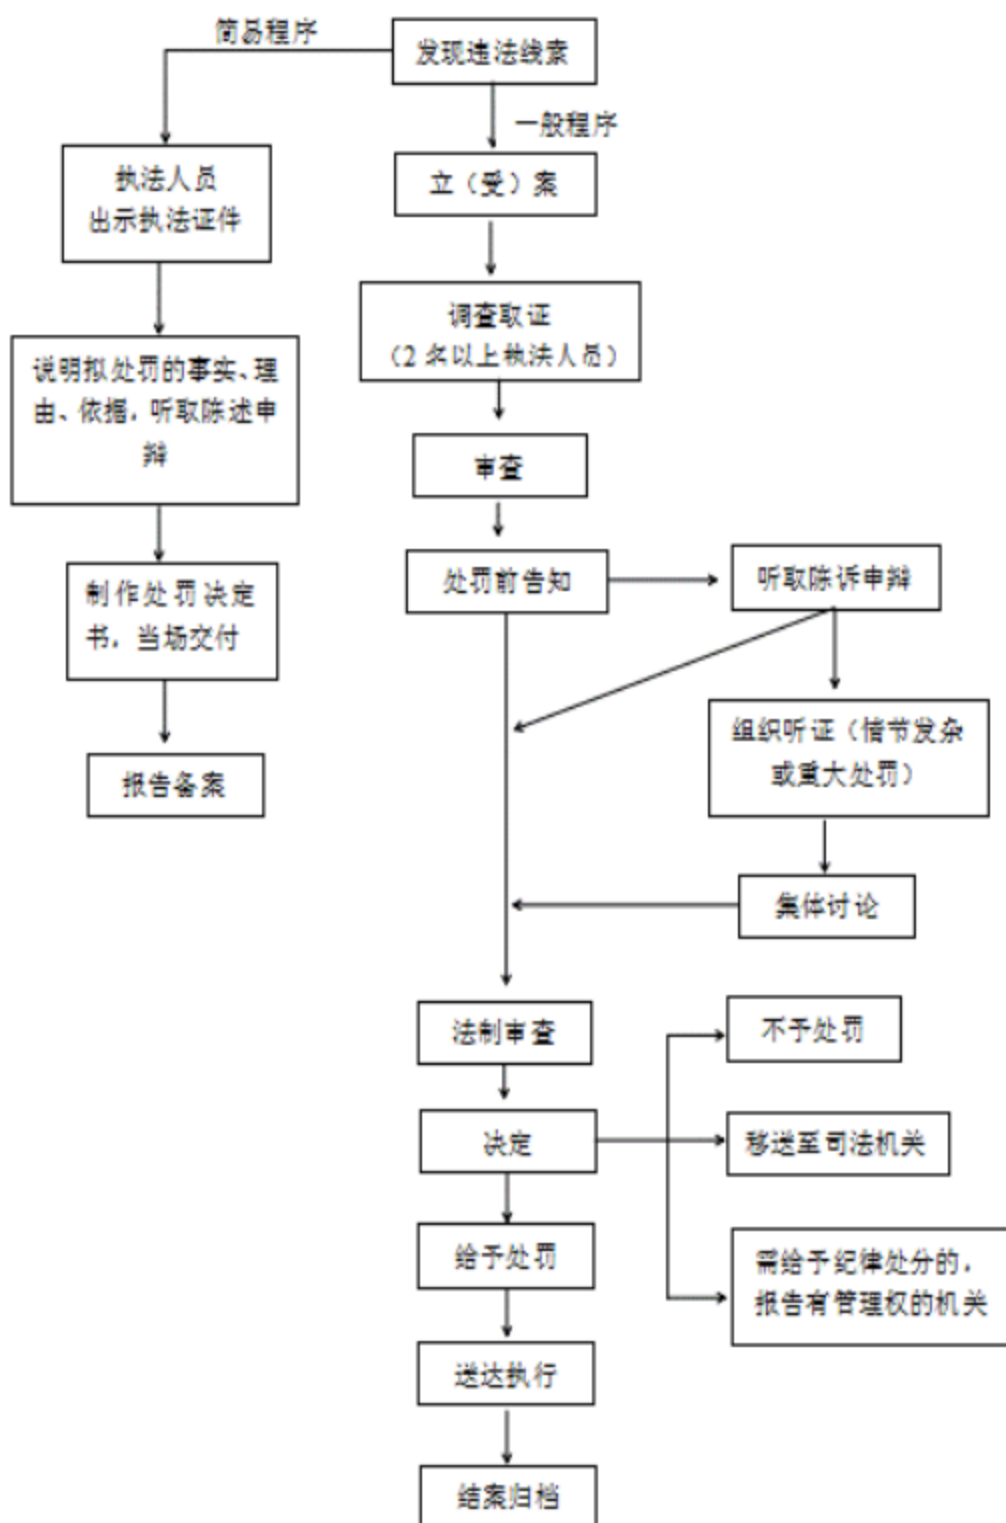 简易程序
发现违法线索
一般程序
执法人员
出示执法证件
立（受）案
调查取证
（2 名以上执法人员）
说明拟处罚的事实、理
由、依据，听取陈述申
辩
审查
处罚前告知
听取陈诉申辩
制作处罚决定
书，当场交付
组织听证（情节发杂
或重大处罚）
报告备案
集体讨论
法制审查
不予处罚
决定
移送至司法机关
给予处罚
需给予纪律处分的，
报告有管理权的机关
送达执行
结案归档